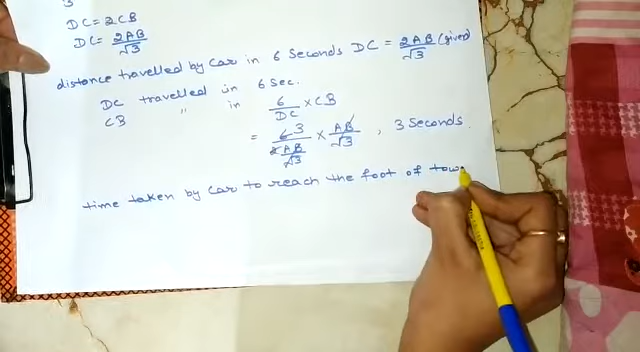 3
DC = 2CB
DC = 2AB/√3
distance travelled by Car in 6 Seconds DC = 2AB/√3 (given)
DC travelled in 6 Sec.
CB " in 6/DC × CB
= 6 3/(2AB/√3) × AB/√3, 3 Seconds.
time taken by Car to reach the foot of towe